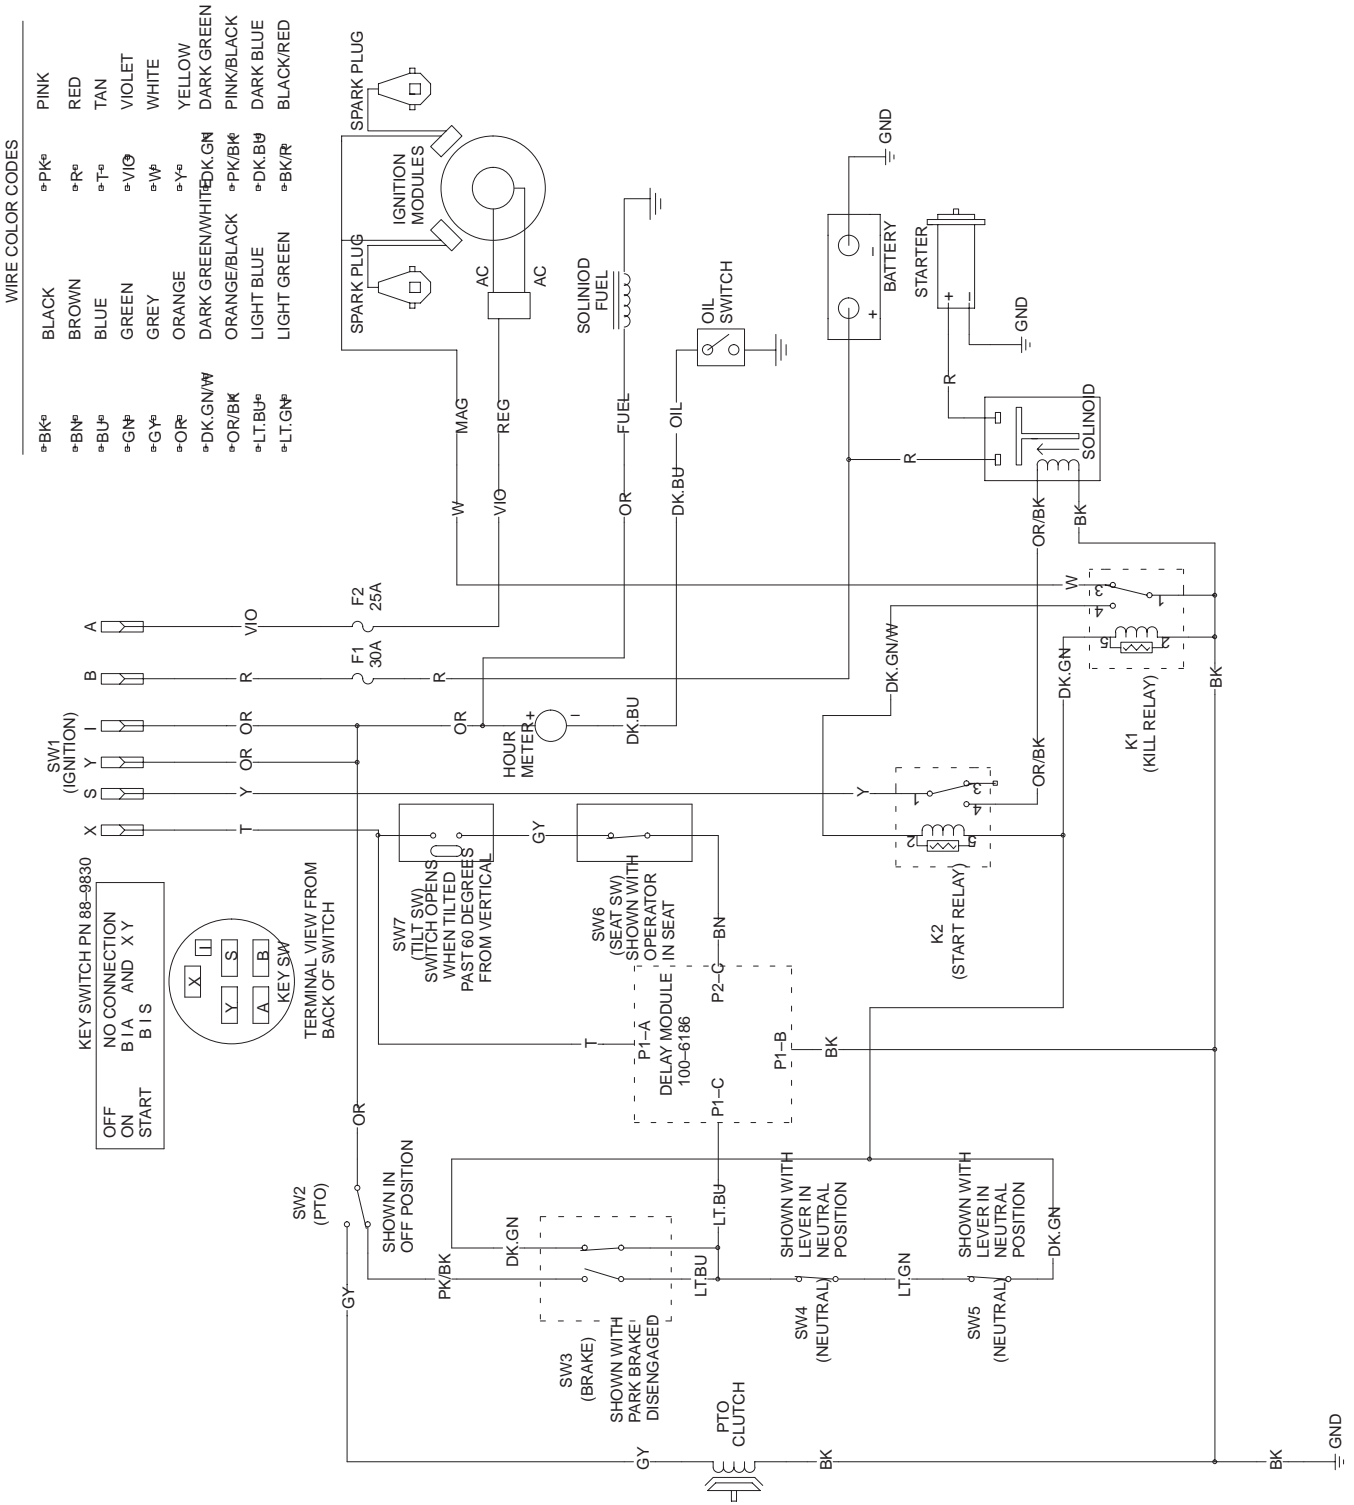 WIRE COLOR CODES
BK BLACK PK PINK
BN BROWN R RED
BU BLUE T TAN
GN GREEN VIO VIOLET
GY GREY W WHITE
OR ORANGE Y YELLOW
DK.GN/W DARK GREEN/WHITE DK.GN DARK GREEN
OR/BK ORANGE/BLACK PK/BK PINK/BLACK
LT.BU LIGHT BLUE DK.BU DARK BLUE
LT.GN LIGHT GREEN BK/R BLACK/RED
SW1
(IGNITION)
X
S
Y
I
B
A
T
Y
OR
OR
R
VIO
F1
30A
F2
25A
R
KEY SWITCH PN 88–9830
OFF NO CONNECTION
ON B I A AND X Y
START B I S
X
I
Y
S
A
B
KEY SW
TERMINAL VIEW FROM
BACK OF SWITCH
SPARK PLUG
SPARK PLUG
IGNITION
MODULES
AC
AC
MAG
REG
W
VIO
SOLINIOD
FUEL
FUEL
OR
OIL
SWITCH
OIL
DK.BU
BATTERY
+
–
GND
STARTER
+
–
GND
R
R
SOLINOID
OR/BK
BK
HOUR
METER
+
–
OR
DK.BU
W
3
4
1
5
2
K1
(KILL RELAY)
DK.GN/W
DK.GN
BK
OR/BK
Y
1
3
4
2
5
K2
(START RELAY)
SW7
(TILT SW)
SWITCH OPENS
WHEN TILTED
PAST 60 DEGREES
FROM VERTICAL
GY
SW6
(SEAT SW)
SHOWN WITH
OPERATOR
IN SEAT
BN
P2–C
P1–A
DELAY MODULE
100–6186
P1–C
P1–B
T
BK
LT.BU
OR
SW2
(PTO)
SHOWN IN
OFF POSITION
GY
PK/BK
DK.GN
SW3
(BRAKE)
SHOWN WITH
PARK BRAKE
DISENGAGED
LT.BU
SHOWN WITH
LEVER IN
NEUTRAL
POSITION
SW4
(NEUTRAL)
LT.GN
SHOWN WITH
LEVER IN
NEUTRAL
POSITION
SW5
(NEUTRAL)
DK.GN
PTO
CLUTCH
GY
BK
BK
GND